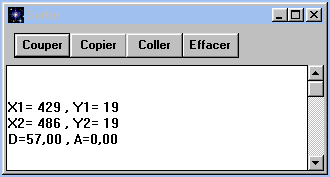 Couper Copier Coller Effacer
X1= 429 , Y1= 19
X2= 486 , Y2= 19
D=57,00 , A=0,00